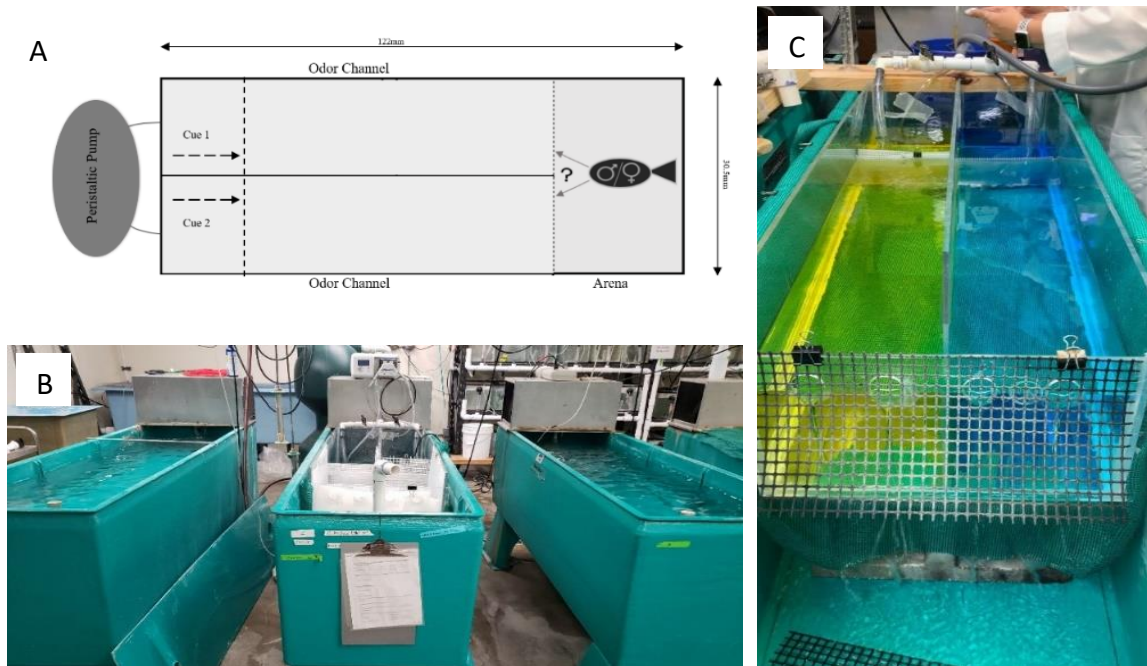 A
122mm
Odor Channel
Peristaltic Pump
Cue 1
Cue 2
?
30.5mm
Odor Channel
Arena
B
C